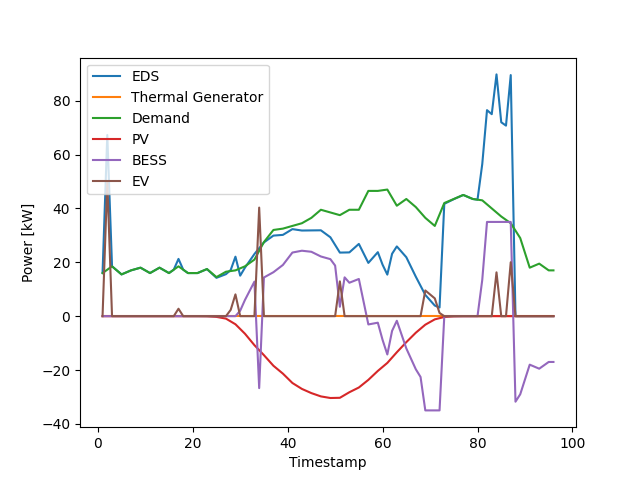 EDS
Thermal Generator
Demand
PV
BESS
EV
Power [kW]
80
60
40
20
0
−20
−40
0 20 40 60 80 100
Timestamp